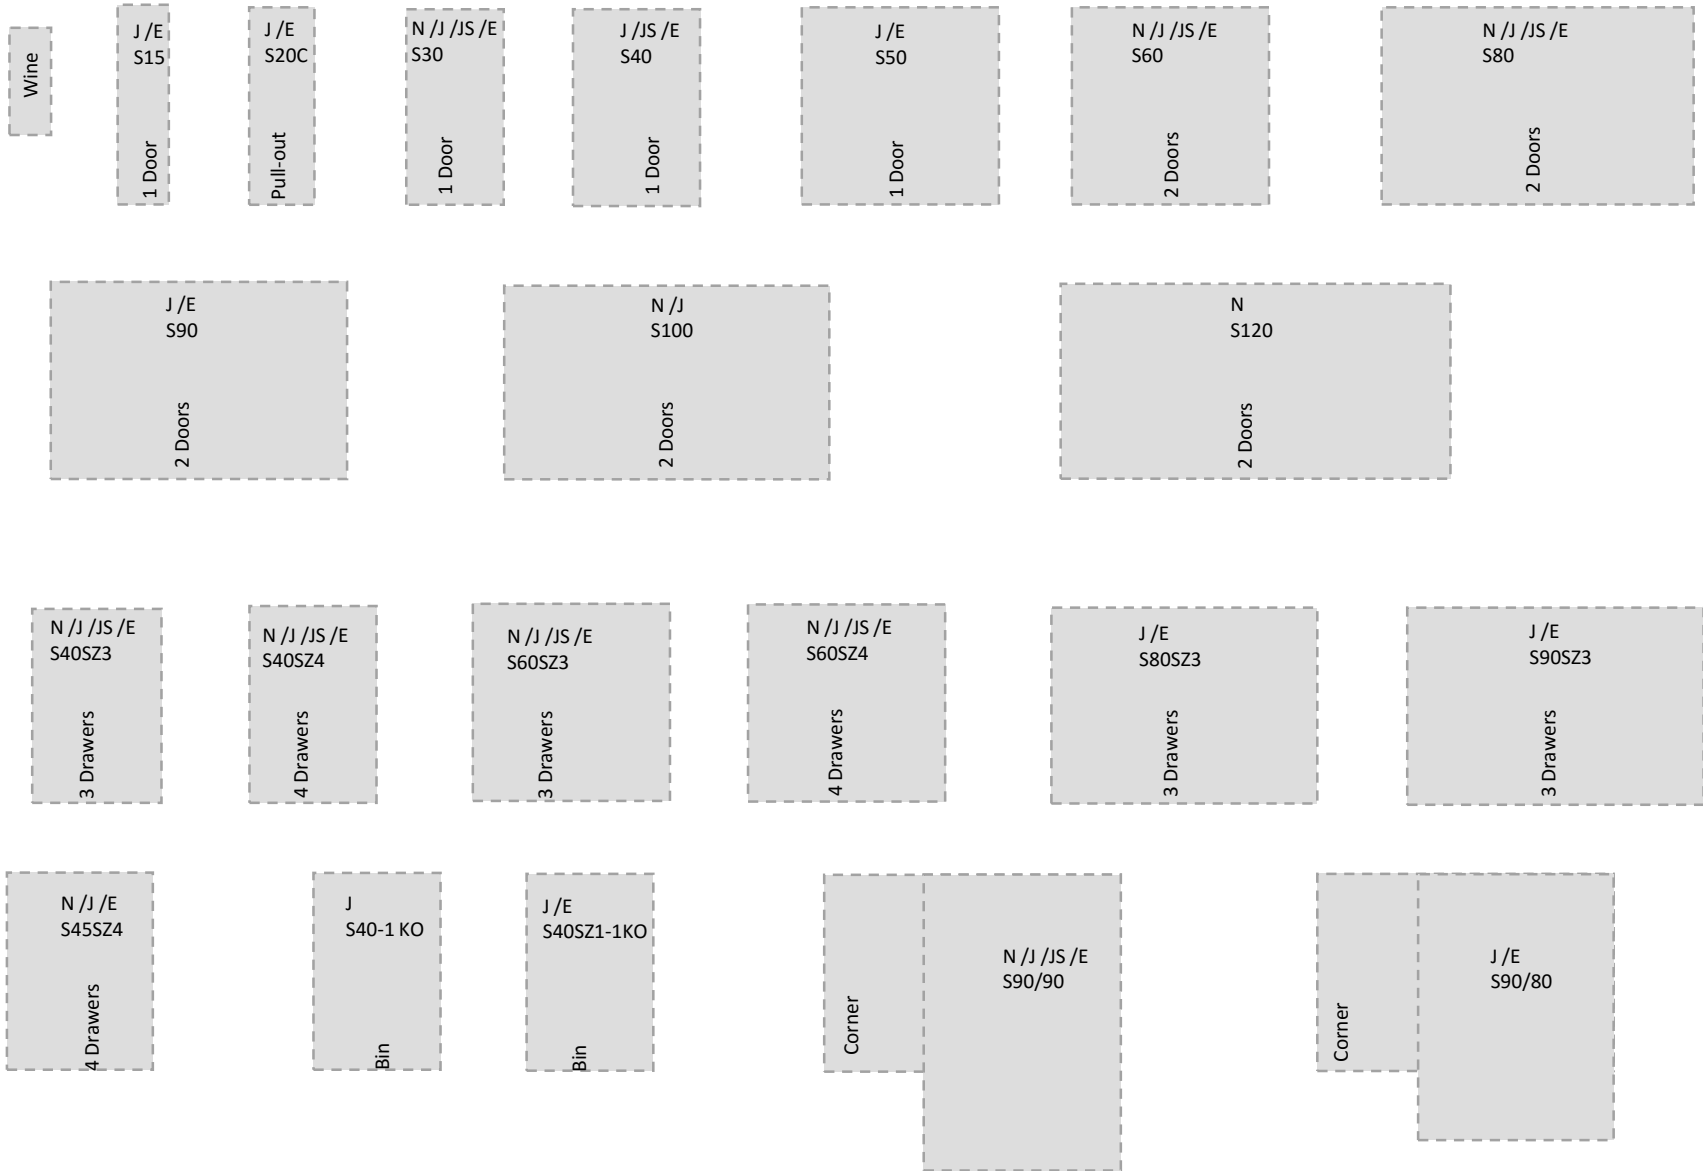 Wine
J /E
S15
1 Door
J /E
S20C
Pull-out
N /J /JS /E
S30
1 Door
J /JS /E
S40
1 Door
J /E
S50
1 Door
N /J /JS /E
S60
2 Doors
N /J /JS /E
S80
2 Doors
J /E
S90
2 Doors
N /J
S100
2 Doors
N
S120
2 Doors
N /J /JS /E
S40SZ3
3 Drawers
N /J /JS /E
S40SZ4
4 Drawers
N /J /JS /E
S60SZ3
3 Drawers
N /J /JS /E
S60SZ4
4 Drawers
J /E
S80SZ3
3 Drawers
J /E
S90SZ3
3 Drawers
N /J /E
S45SZ4
4 Drawers
J
S40-1 KO
Bin
J /E
S40SZ1-1KO
Bin
N /J /JS /E
S90/90
Corner
J /E
S90/80
Corner